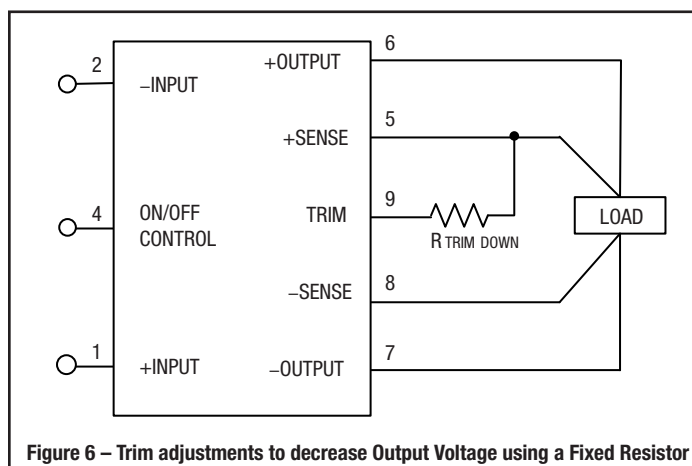 2
–INPUT
4
ON/OFF
CONTROL
1
+INPUT
+OUTPUT
6
+SENSE
5
TRIM
9
R TRIM DOWN
–SENSE
8
–OUTPUT
7
LOAD
Figure 6 – Trim adjustments to decrease Output Voltage using a Fixed Resistor